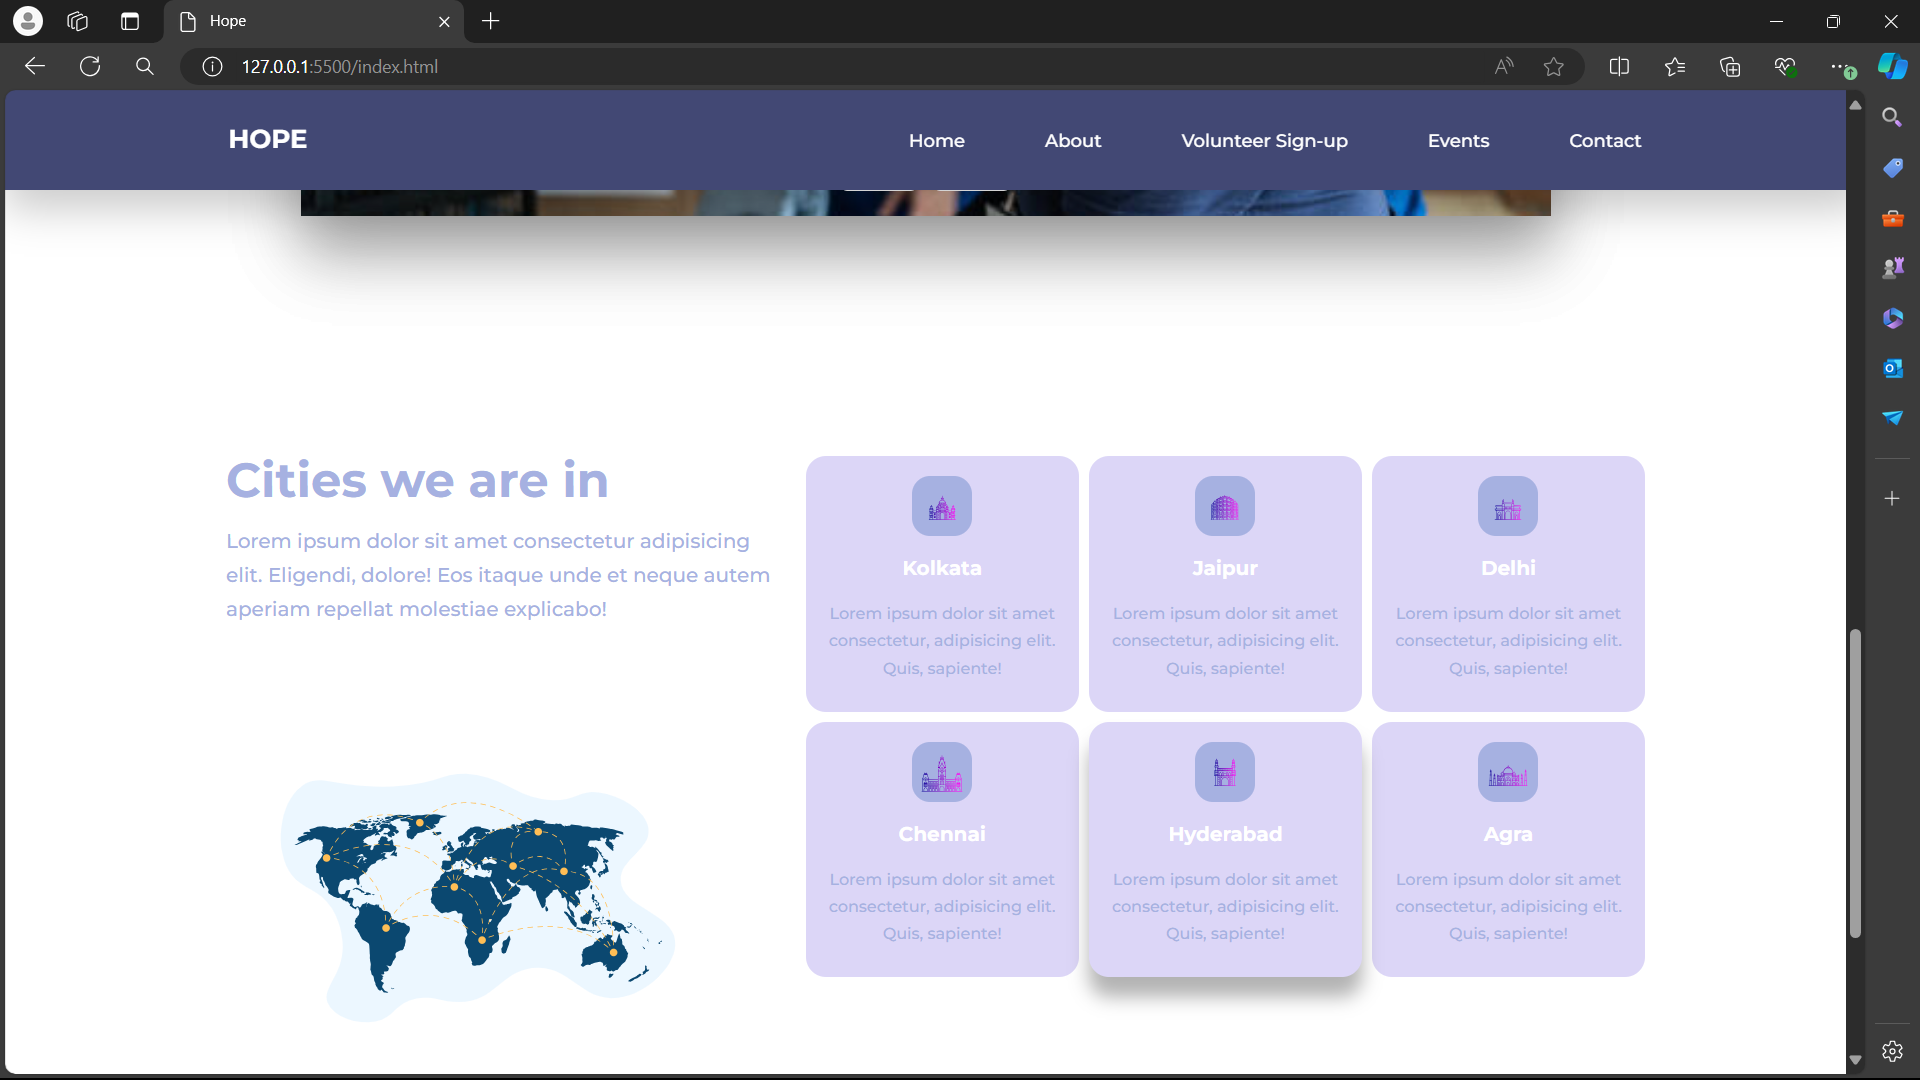 Hope
127.0.0.1:5500/index.html
HOPE
Home
About
Volunteer Sign-up
Events
Contact
Cities we are in
Lorem ipsum dolor sit amet consectetur adipisicing
elit. Eligendi, dolore! Eos itaque unde et neque autem
aperiam repellat molestiae explicabo!
Kolkata
Lorem ipsum dolor sit amet
consectetur, adipisicing elit.
Quis, sapiente!
Jaipur
Lorem ipsum dolor sit amet
consectetur, adipisicing elit.
Quis, sapiente!
Delhi
Lorem ipsum dolor sit amet
consectetur, adipisicing elit.
Quis, sapiente!
Chennai
Lorem ipsum dolor sit amet
consectetur, adipisicing elit.
Quis, sapiente!
Hyderabad
Lorem ipsum dolor sit amet
consectetur, adipisicing elit.
Quis, sapiente!
Agra
Lorem ipsum dolor sit amet
consectetur, adipisicing elit.
Quis, sapiente!